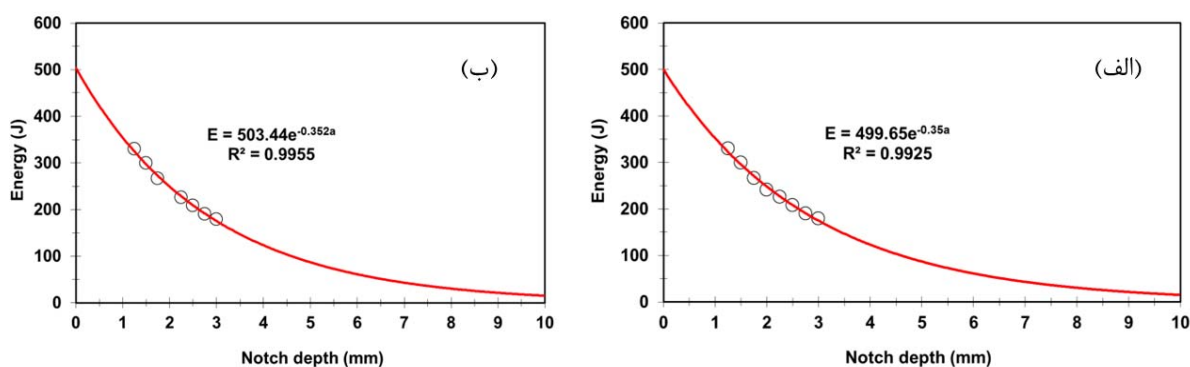 600
500
400
300
200
100
0
Energy (J)
(ب)
E = 503.44e^-0.352a
R² = 0.9955
0 1 2 3 4 5 6 7 8 9 10
Notch depth (mm)
600
500
400
300
200
100
0
Energy (J)
(الف)
E = 499.65e^-0.35a
R² = 0.9925
0 1 2 3 4 5 6 7 8 9 10
Notch depth (mm)